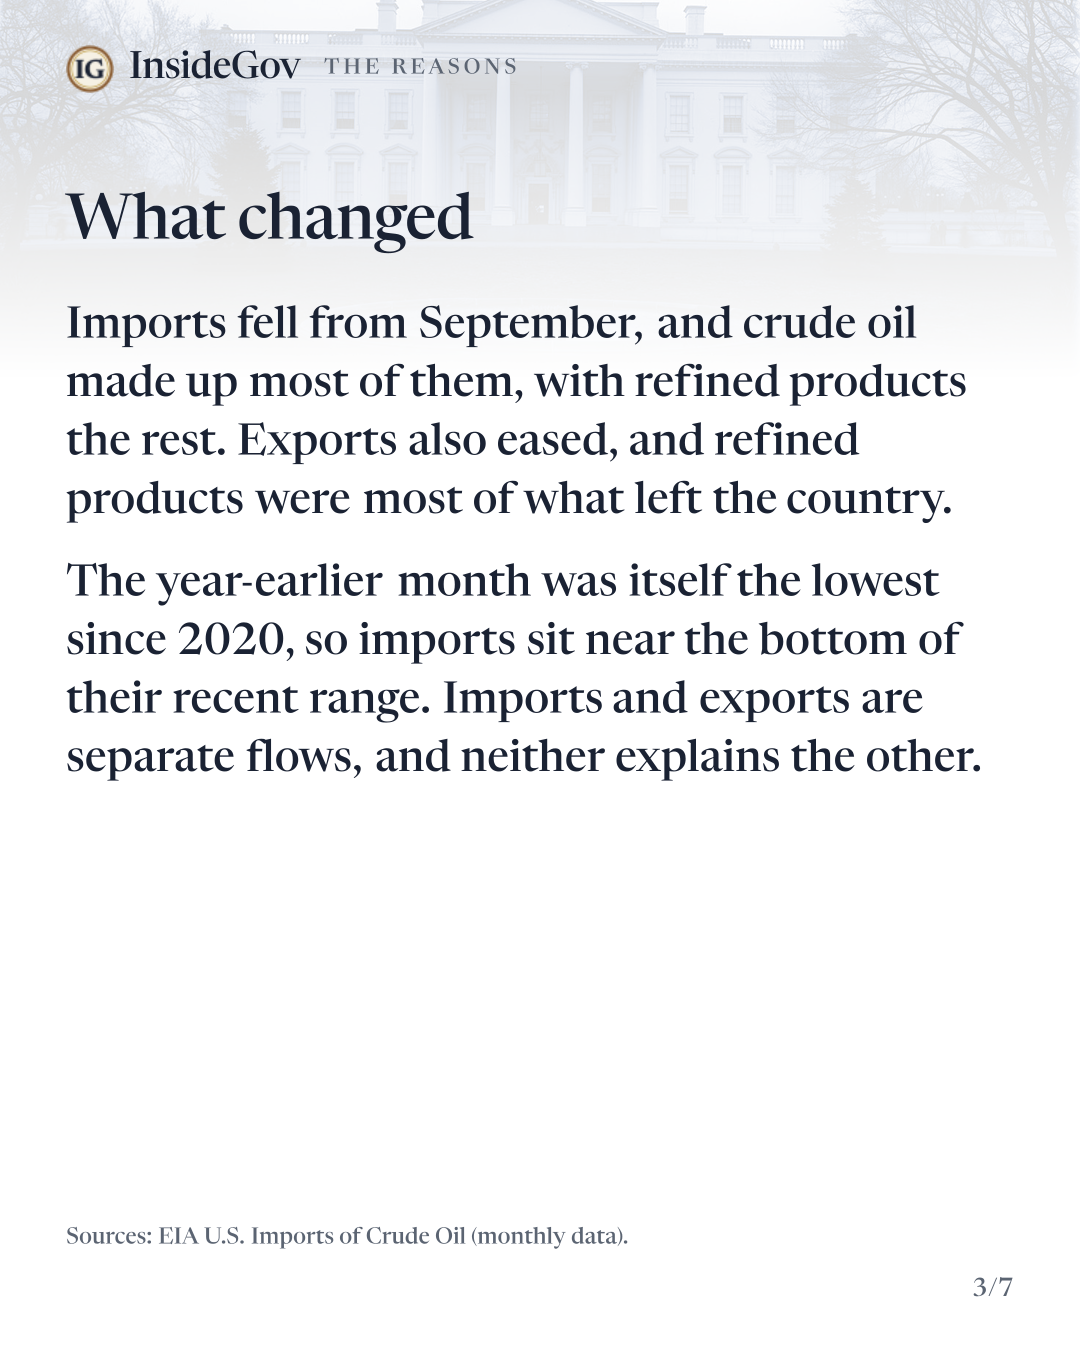 IG InsideGov THE REASONS
What changed
Imports fell from September, and crude oil
made up most of them, with refined products
the rest. Exports also eased, and refined
products were most of what left the country.
The year-earlier month was itself the lowest
since 2020, so imports sit near the bottom of
their recent range. Imports and exports are
separate flows, and neither explains the other.
Sources: EIA U.S. Imports of Crude Oil (monthly data).
3/7